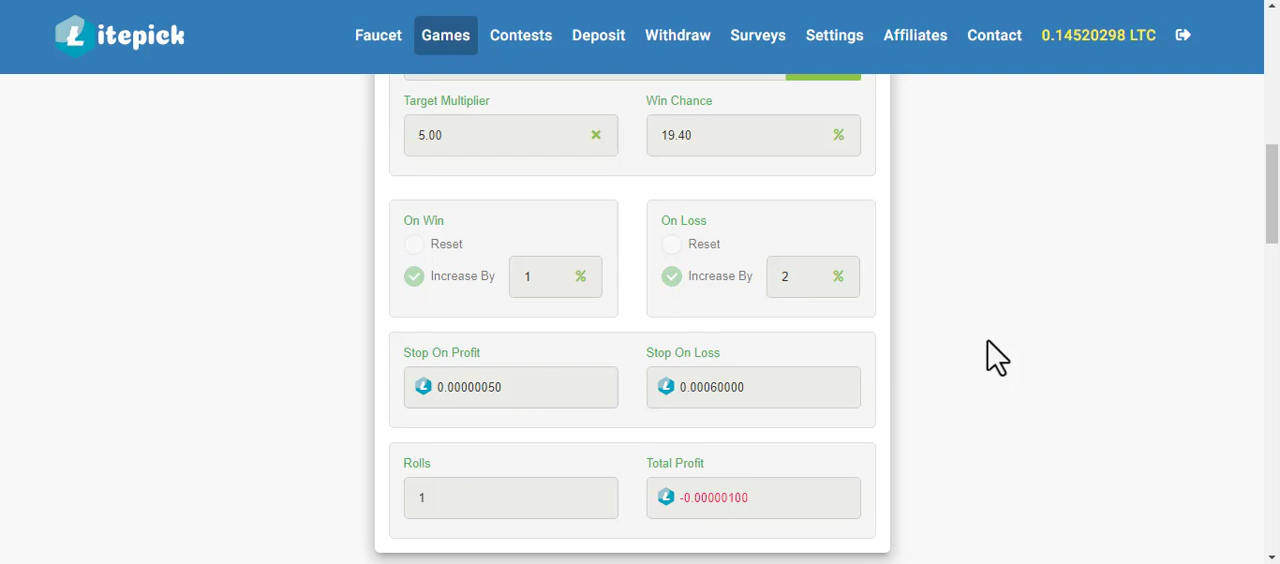 Litepick Faucet Games Contests Deposit Withdraw Surveys Settings Affiliates Contact 0.14520298 LTC
Target Multiplier Win Chance
5.00 × 19.40 %
On Win On Loss
Reset Reset
Increase By 1 % Increase By 2 %
Stop On Profit Stop On Loss
0.00000050 0.00060000
Rolls Total Profit
1 -0.00000100